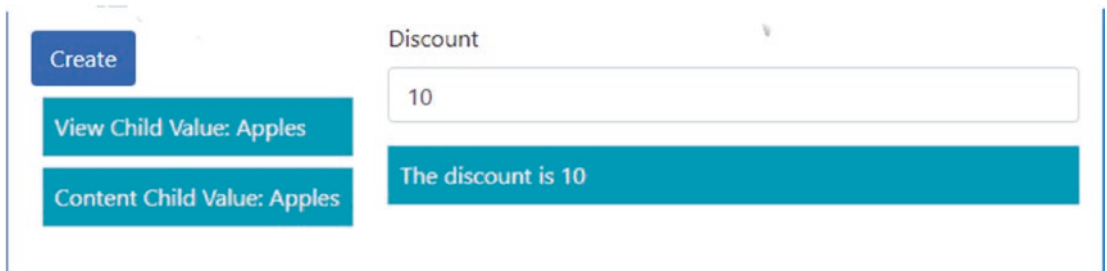 Create
View Child Value: Apples
Content Child Value: Apples
Discount
10
The discount is 10